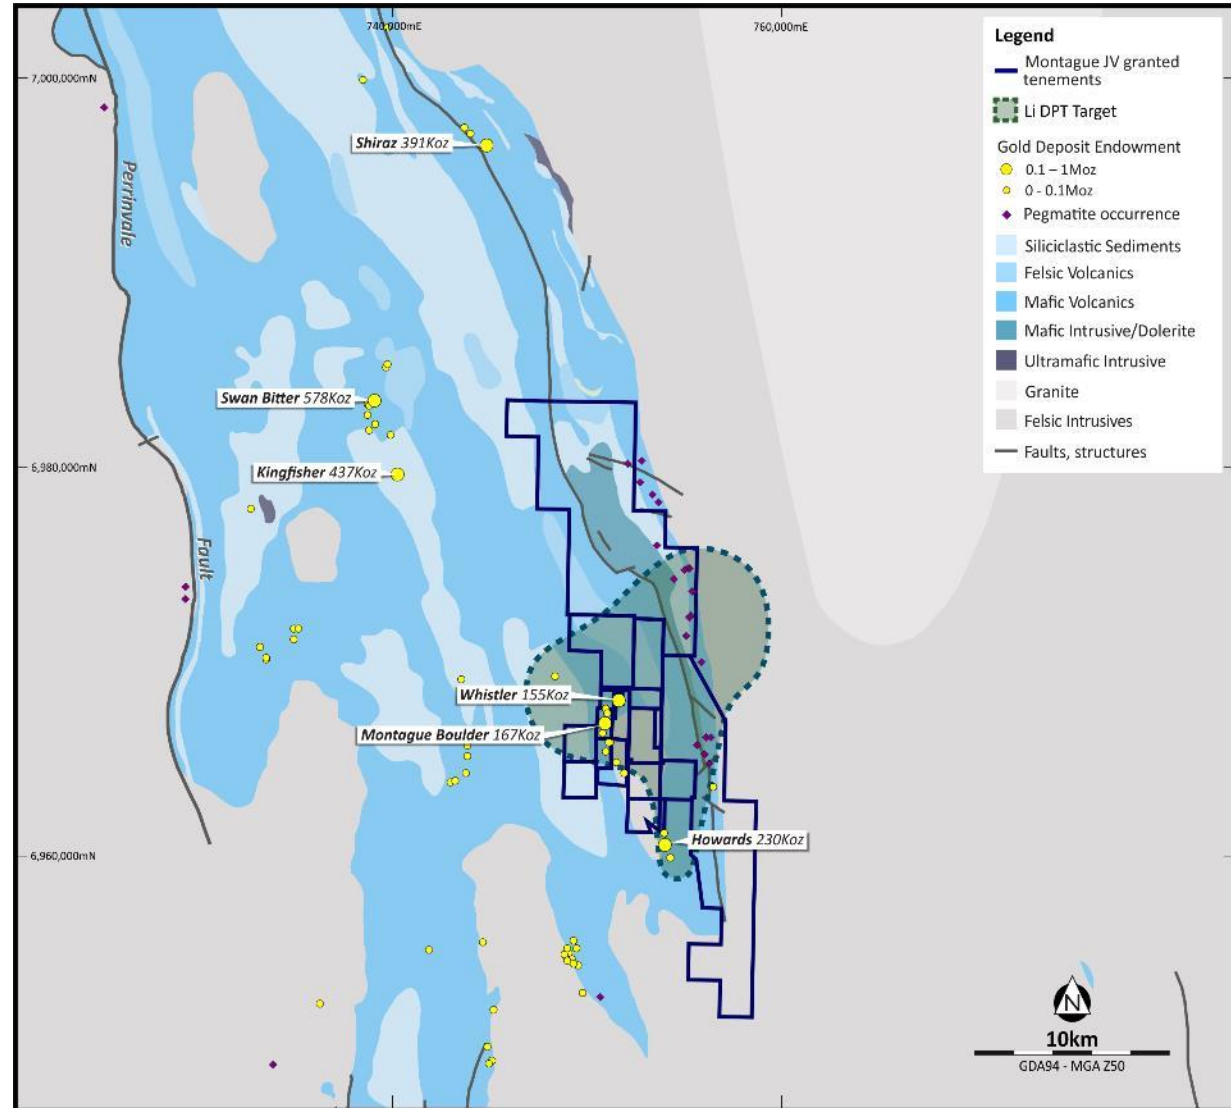 740,000mE
760,000mE
7,000,000mN
6,980,000mN
6,960,000mN
Perrinvale
Fault
Shiraz 391Koz
Swan Bitter 578Koz
Kingfisher 437Koz
Whistler 155Koz
Montague Boulder 167Koz
Howards 230Koz
Legend
Montague JV granted
tenements
Li DPT Target
Gold Deposit Endowment
0.1 – 1Moz
0 - 0.1Moz
Pegmatite occurrence
Siliciclastic Sediments
Felsic Volcanics
Mafic Volcanics
Mafic Intrusive/Dolerite
Ultramafic Intrusive
Granite
Felsic Intrusives
Faults, structures
N
10km
GDA94 - MGA Z50